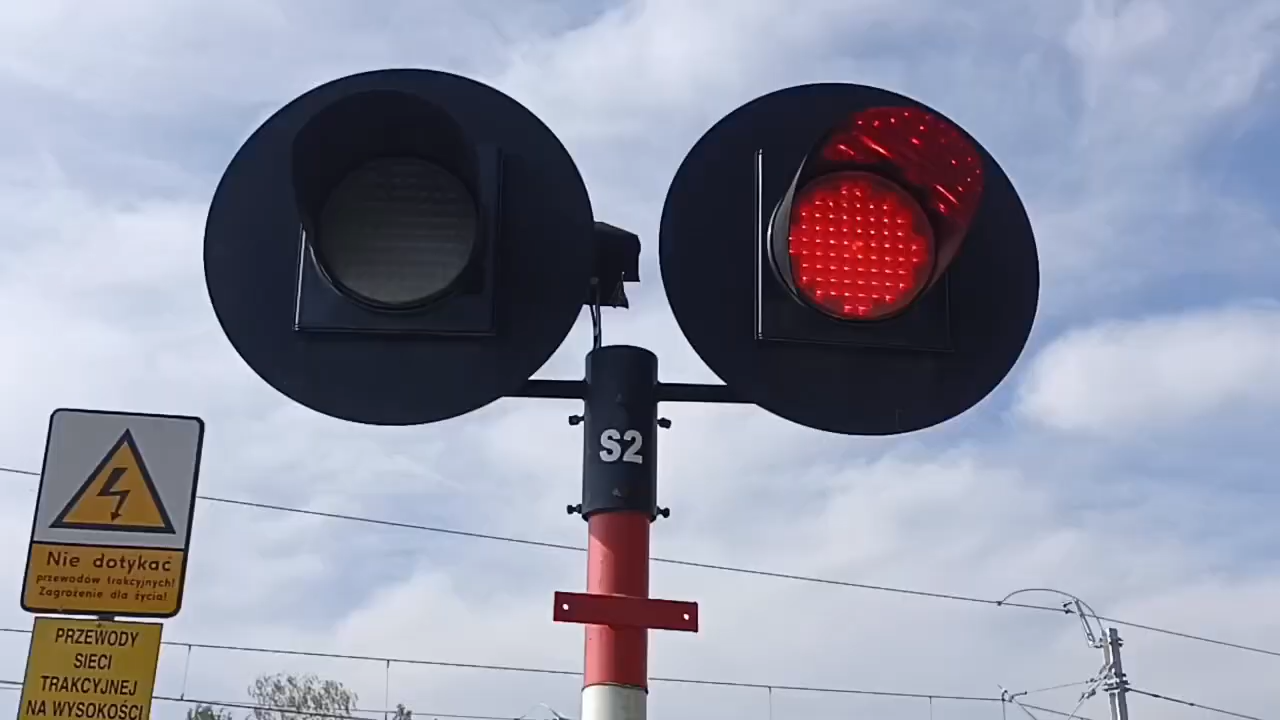 S2
Nie dotykać
przewodów trakcyjnych!
Zagrożenie dla życia!
PRZEWODY
SIECI
TRAKCYJNEJ
NA WYSOKOŚCI